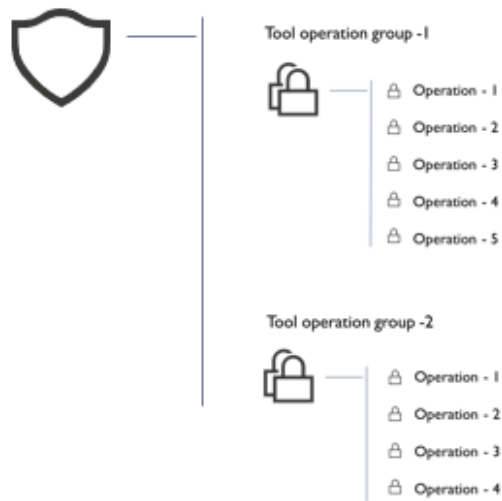 Tool operation group -1
Operation - 1
Operation - 2
Operation - 3
Operation - 4
Operation - 5
Tool operation group -2
Operation - 1
Operation - 2
Operation - 3
Operation - 4